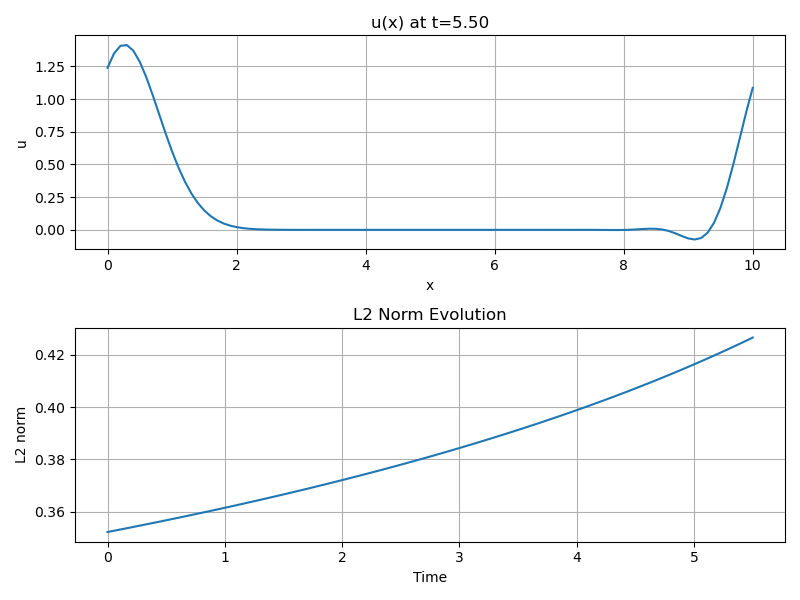 u(x) at t=5.50
u
1.25
1.00
0.75
0.50
0.25
0.00
0 2 4 6 8 10
x
L2 Norm Evolution
L2 norm
0.42
0.40
0.38
0.36
0 1 2 3 4 5
Time